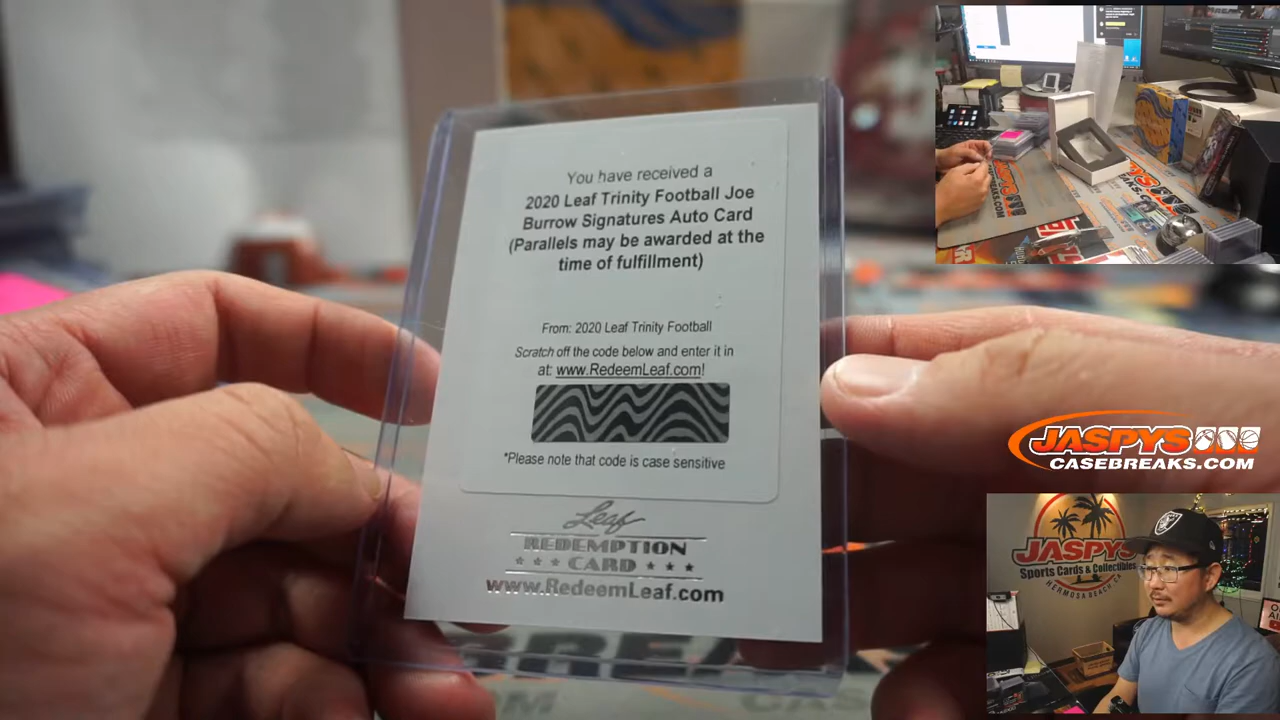 You have received a
2020 Leaf Trinity Football Joe
Burrow Signatures Auto Card
(Parallels may be awarded at the
time of fulfillment)
From: 2020 Leaf Trinity Football
Scratch off the code below and enter it in
at: www.RedeemLeaf.com!
*Please note that code is case sensitive
Leaf
REDEMPTION
CARD
www.RedeemLeaf.com
JASPYS
CASEBREAKS.COM
JASPYS
Sports Cards & Collectibles
HERMOSA BEACH, CA